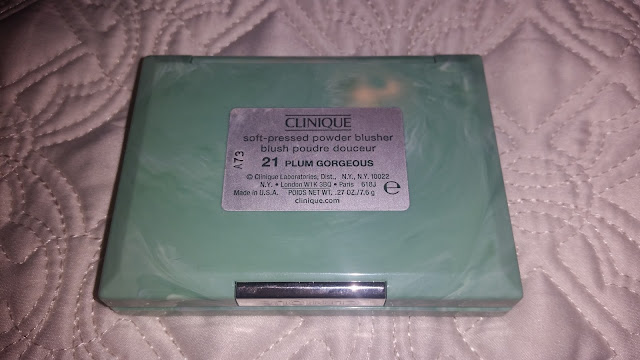 CLINIQUE
soft-pressed powder blusher
blush poudre douceur
21 PLUM GORGEOUS
© Clinique Laboratories, Dist., N.Y., N.Y. 10022
N.Y. • London W1K 3BQ • Paris 618J e
Made in U.S.A. POIDS NET WT. .27 OZ./7.6 g
clinique.com
A73